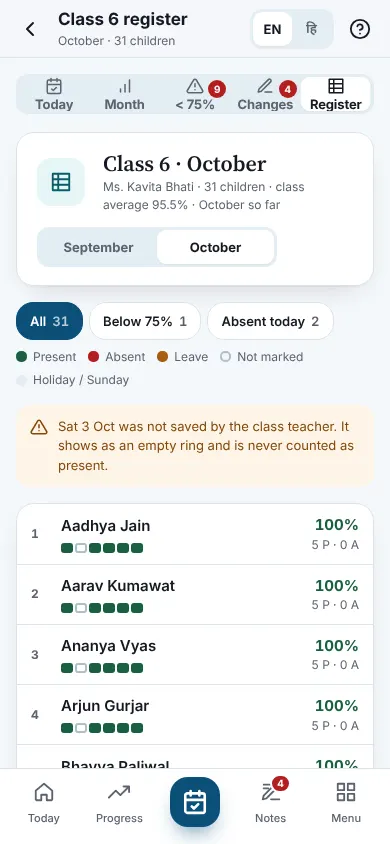 Class 6 register
October · 31 children
EN
हि
Today
Month
9
< 75%
4
Changes
Register
Class 6 · October
Ms. Kavita Bhati · 31 children · class
average 95.5% · October so far
September
October
All 31
Below 75% 1
Absent today 2
Present
Absent
Leave
Not marked
Holiday / Sunday
Sat 3 Oct was not saved by the class teacher. It
shows as an empty ring and is never counted as
present.
1
Aadhya Jain
100%
5 P · 0 A
2
Aarav Kumawat
100%
5 P · 0 A
3
Ananya Vyas
100%
5 P · 0 A
4
Arjun Gurjar
100%
5 P · 0 A
Bhavya Paliwal
100%
Today
Progress
4
Notes
Menu